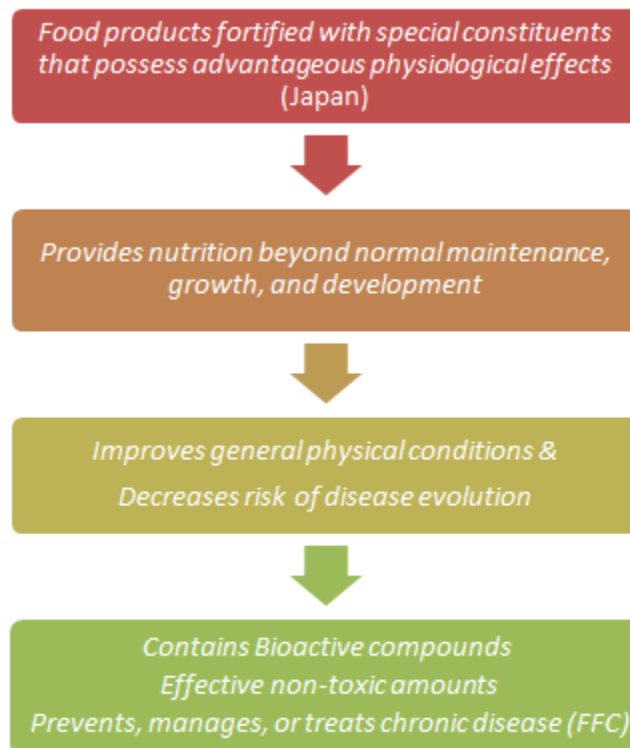 Food products fortified with special constituents
that possess advantageous physiological effects
(Japan)
Provides nutrition beyond normal maintenance,
growth, and development
Improves general physical conditions &
Decreases risk of disease evolution
Contains Bioactive compounds
Effective non-toxic amounts
Prevents, manages, or treats chronic disease (FFC)